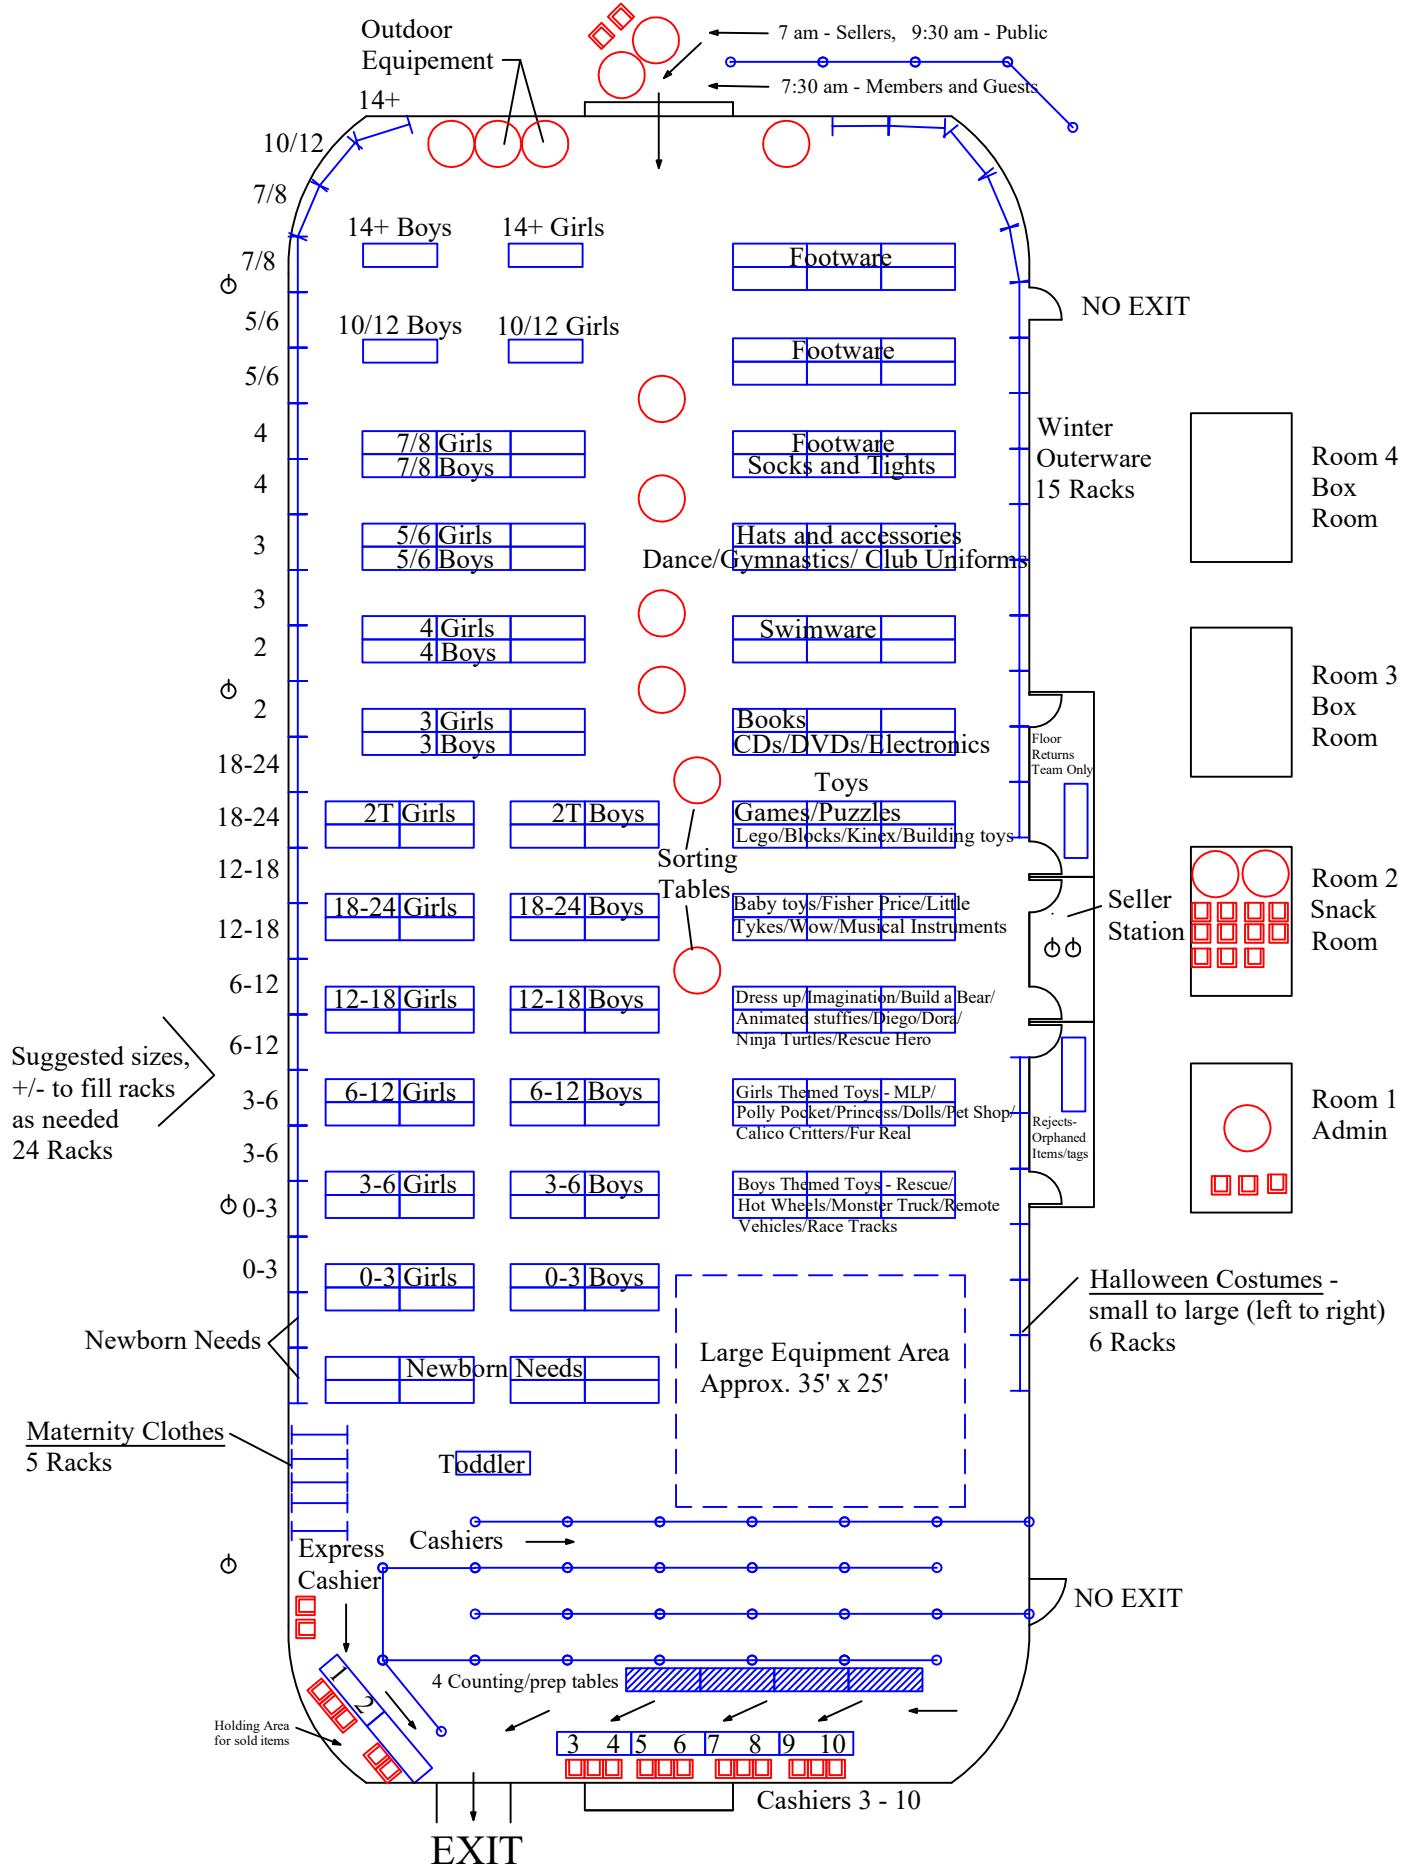 Outdoor
Equipement
7 am - Sellers, 9:30 am - Public
7:30 am - Members and Guests
14+
10/12
7/8
7/8
5/6
5/6
4
4
3
3
2
2
18-24
18-24
12-18
12-18
6-12
6-12
3-6
3-6
0-3
0-3
Suggested sizes,
+/- to fill racks
as needed
24 Racks
Newborn Needs
Maternity Clothes
5 Racks
14+ Boys
14+ Girls
10/12 Boys
10/12 Girls
7/8 Girls
7/8 Boys
5/6 Girls
5/6 Boys
4 Girls
4 Boys
3 Girls
3 Boys
2T Girls
2T Boys
18-24 Girls
18-24 Boys
12-18 Girls
12-18 Boys
6-12 Girls
6-12 Boys
3-6 Girls
3-6 Boys
0-3 Girls
0-3 Boys
Newborn Needs
Toddler
Sorting
Tables
Footware
Footware
Footware
Socks and Tights
Hats and accessories
Dance/Gymnastics/ Club Uniforms
Swimware
Books
CDs/DVDs/Electronics
Toys
Games/Puzzles
Lego/Blocks/Kinex/Building toys
Baby toys/Fisher Price/Little
Tykes/Wow/Musical Instruments
Dress up/Imagination/Build a Bear/
Animated stuffies/Diego/Dora/
Ninja Turtles/Rescue Hero
Girls Themed Toys - MLP/
Polly Pocket/Princess/Dolls/Pet Shop/
Calico Critters/Fur Real
Boys Themed Toys - Rescue/
Hot Wheels/Monster Truck/Remote
Vehicles/Race Tracks
Large Equipment Area
Approx. 35' x 25'
NO EXIT
Winter
Outerware
15 Racks
Floor
Returns
Team Only
Seller
Station
Rejects-
Orphaned
Items/tags
Halloween Costumes -
small to large (left to right)
6 Racks
Room 4
Box
Room
Room 3
Box
Room
Room 2
Snack
Room
Room 1
Admin
NO EXIT
Cashiers
Express
Cashier
1
2
Holding Area
for sold items
4 Counting/prep tables
3 4 5 6 7 8 9 10
Cashiers 3 - 10
EXIT